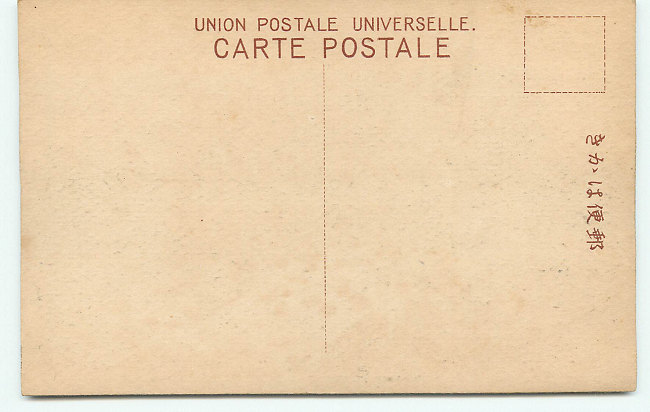 UNION POSTALE UNIVERSELLE.
CARTE POSTALE
郵便はかき